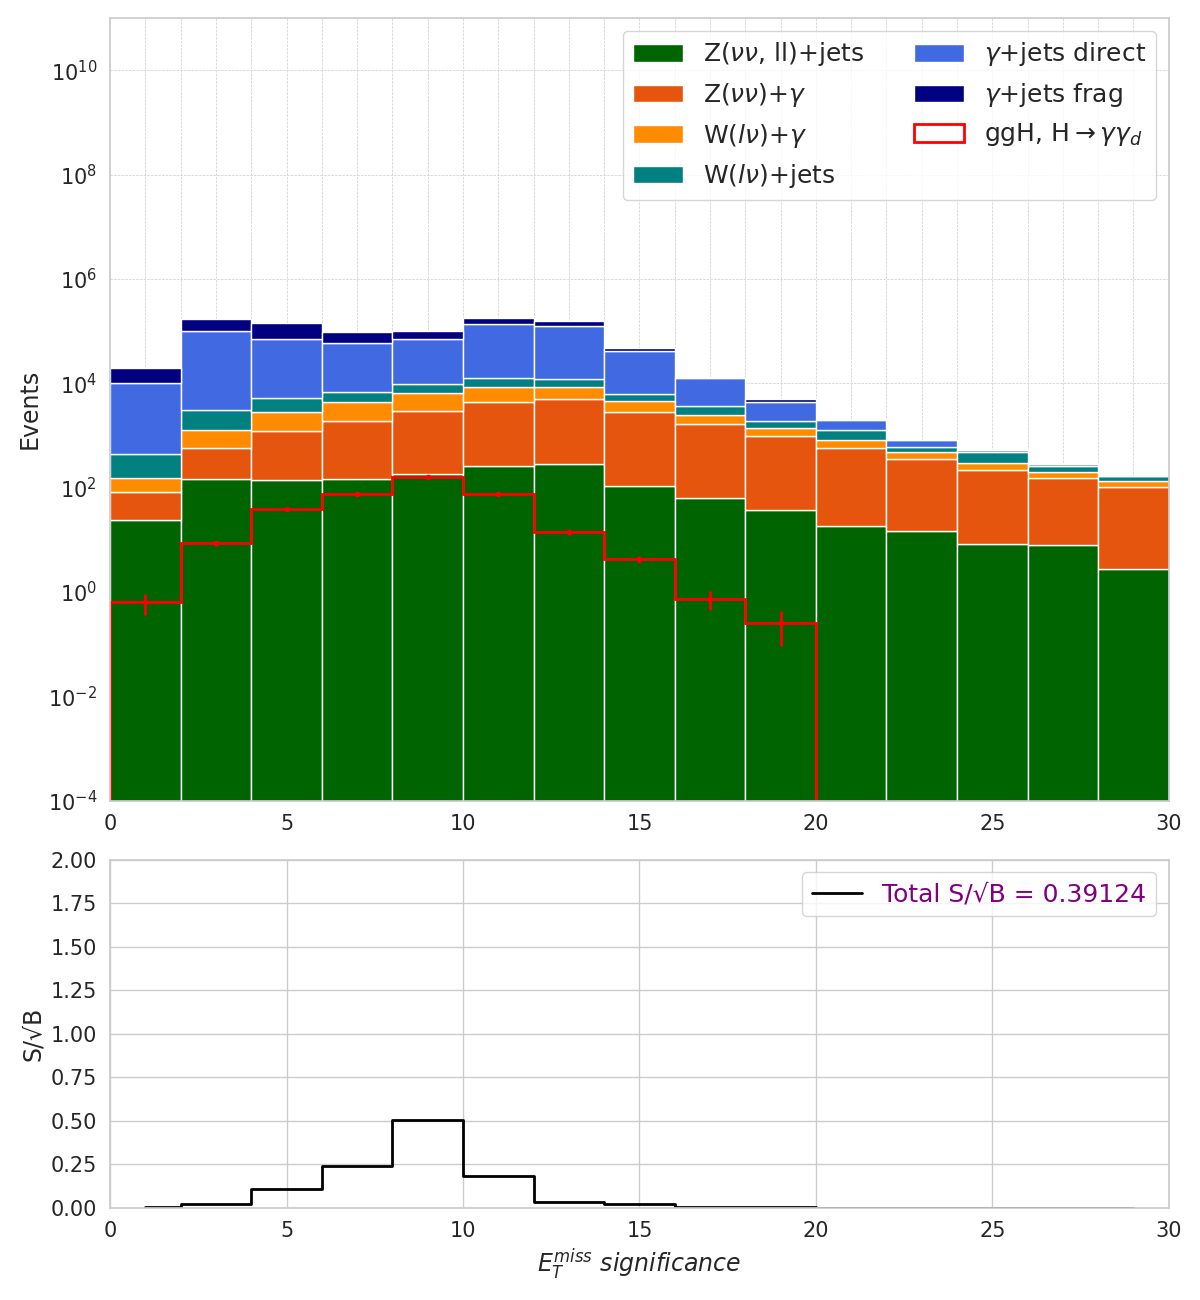 Z(νν, ll)+jets
Z(νν)+γ
W(lν)+γ
W(lν)+jets
γ+jets direct
γ+jets frag
ggH, H→γγ_d
10^10
10^8
10^6
10^4
10^2
10^0
10^−2
10^−4
Events
0 5 10 15 20 25 30
Total S/√B = 0.39124
2.00
1.75
1.50
1.25
1.00
0.75
0.50
0.25
0.00
S/√B
0 5 10 15 20 25 30
E_T^miss significance